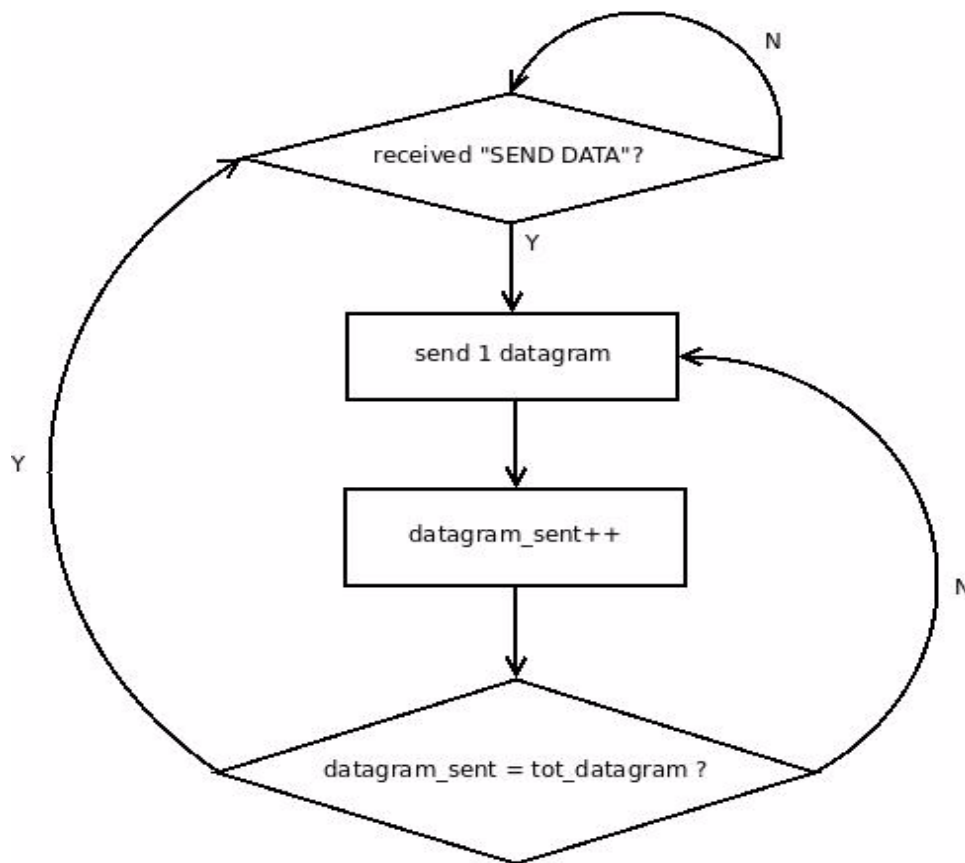 N
received "SEND DATA"?
Y
send 1 datagram
Y
datagram_sent++
N
datagram_sent = tot_datagram ?